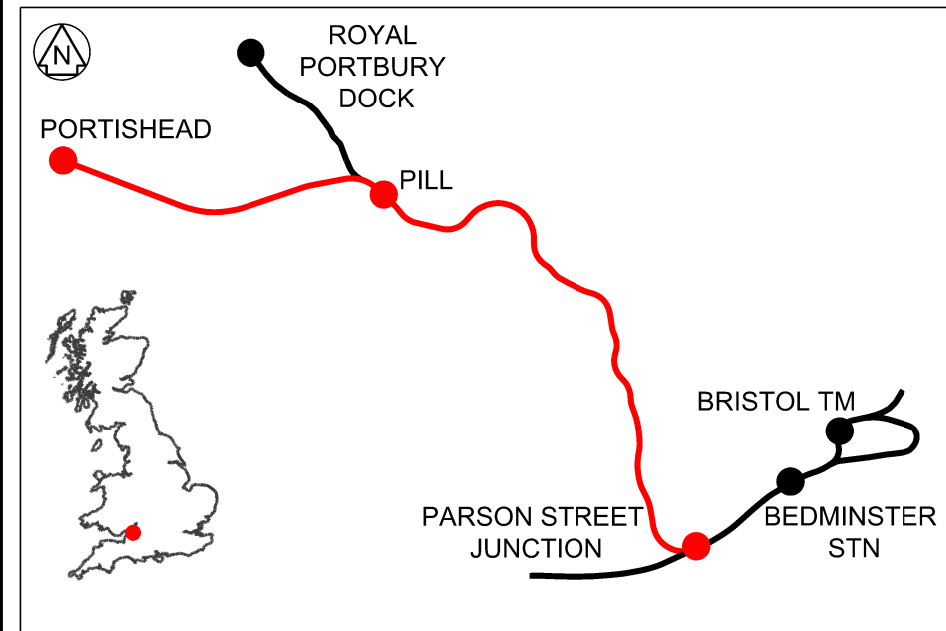 N
ROYAL
PORTBURY
DOCK
PORTISHEAD
PILL
BRISTOL TM
PARSON STREET
JUNCTION
BEDMINSTER
STN